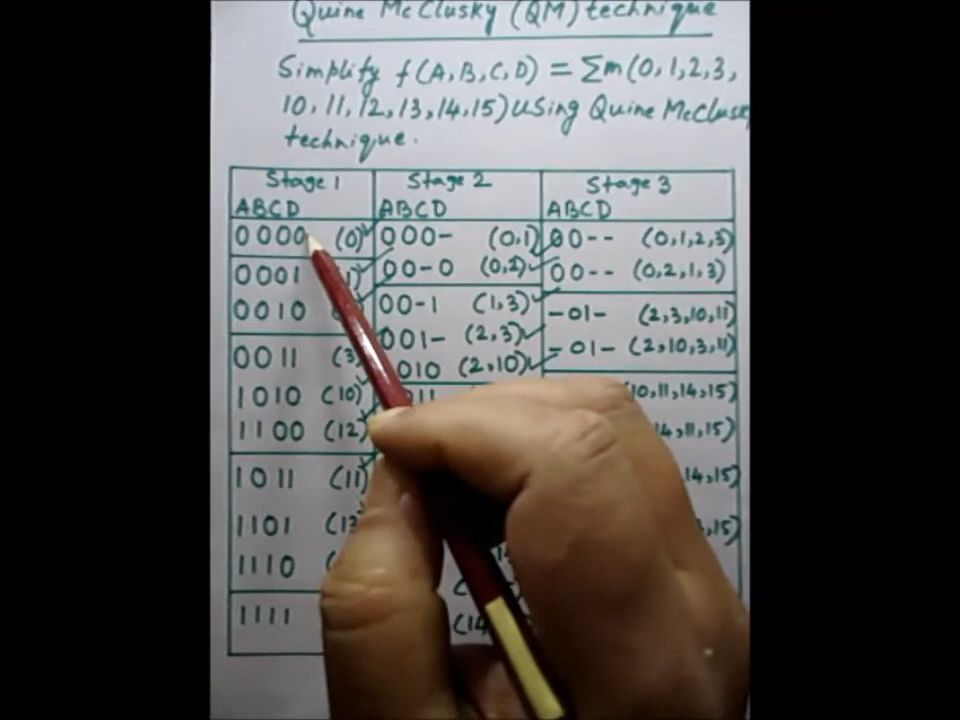 Quine McClusky (QM) technique
Simplify f(A,B,C,D) = Σm(0,1,2,3,
10,11,12,13,14,15) using Quine McClusky
technique.
Stage 1 Stage 2 Stage 3
ABCD ABCD ABCD
0000 (0) 000- (0,1) 00-- (0,1,2,3)
0001 00-0 (0,2) 00-- (0,2,1,3)
0010 00-1 (1,3) -01- (2,3,10,11)
0011 (3) 001- (2,3) -01- (2,10,3,11)
1010 (10) 010 (2,10) 10,11,14,15)
1100 (12) 14,11,15)
1011 (11) 14,15)
1101 (13 ,15)
1110
1111 (14